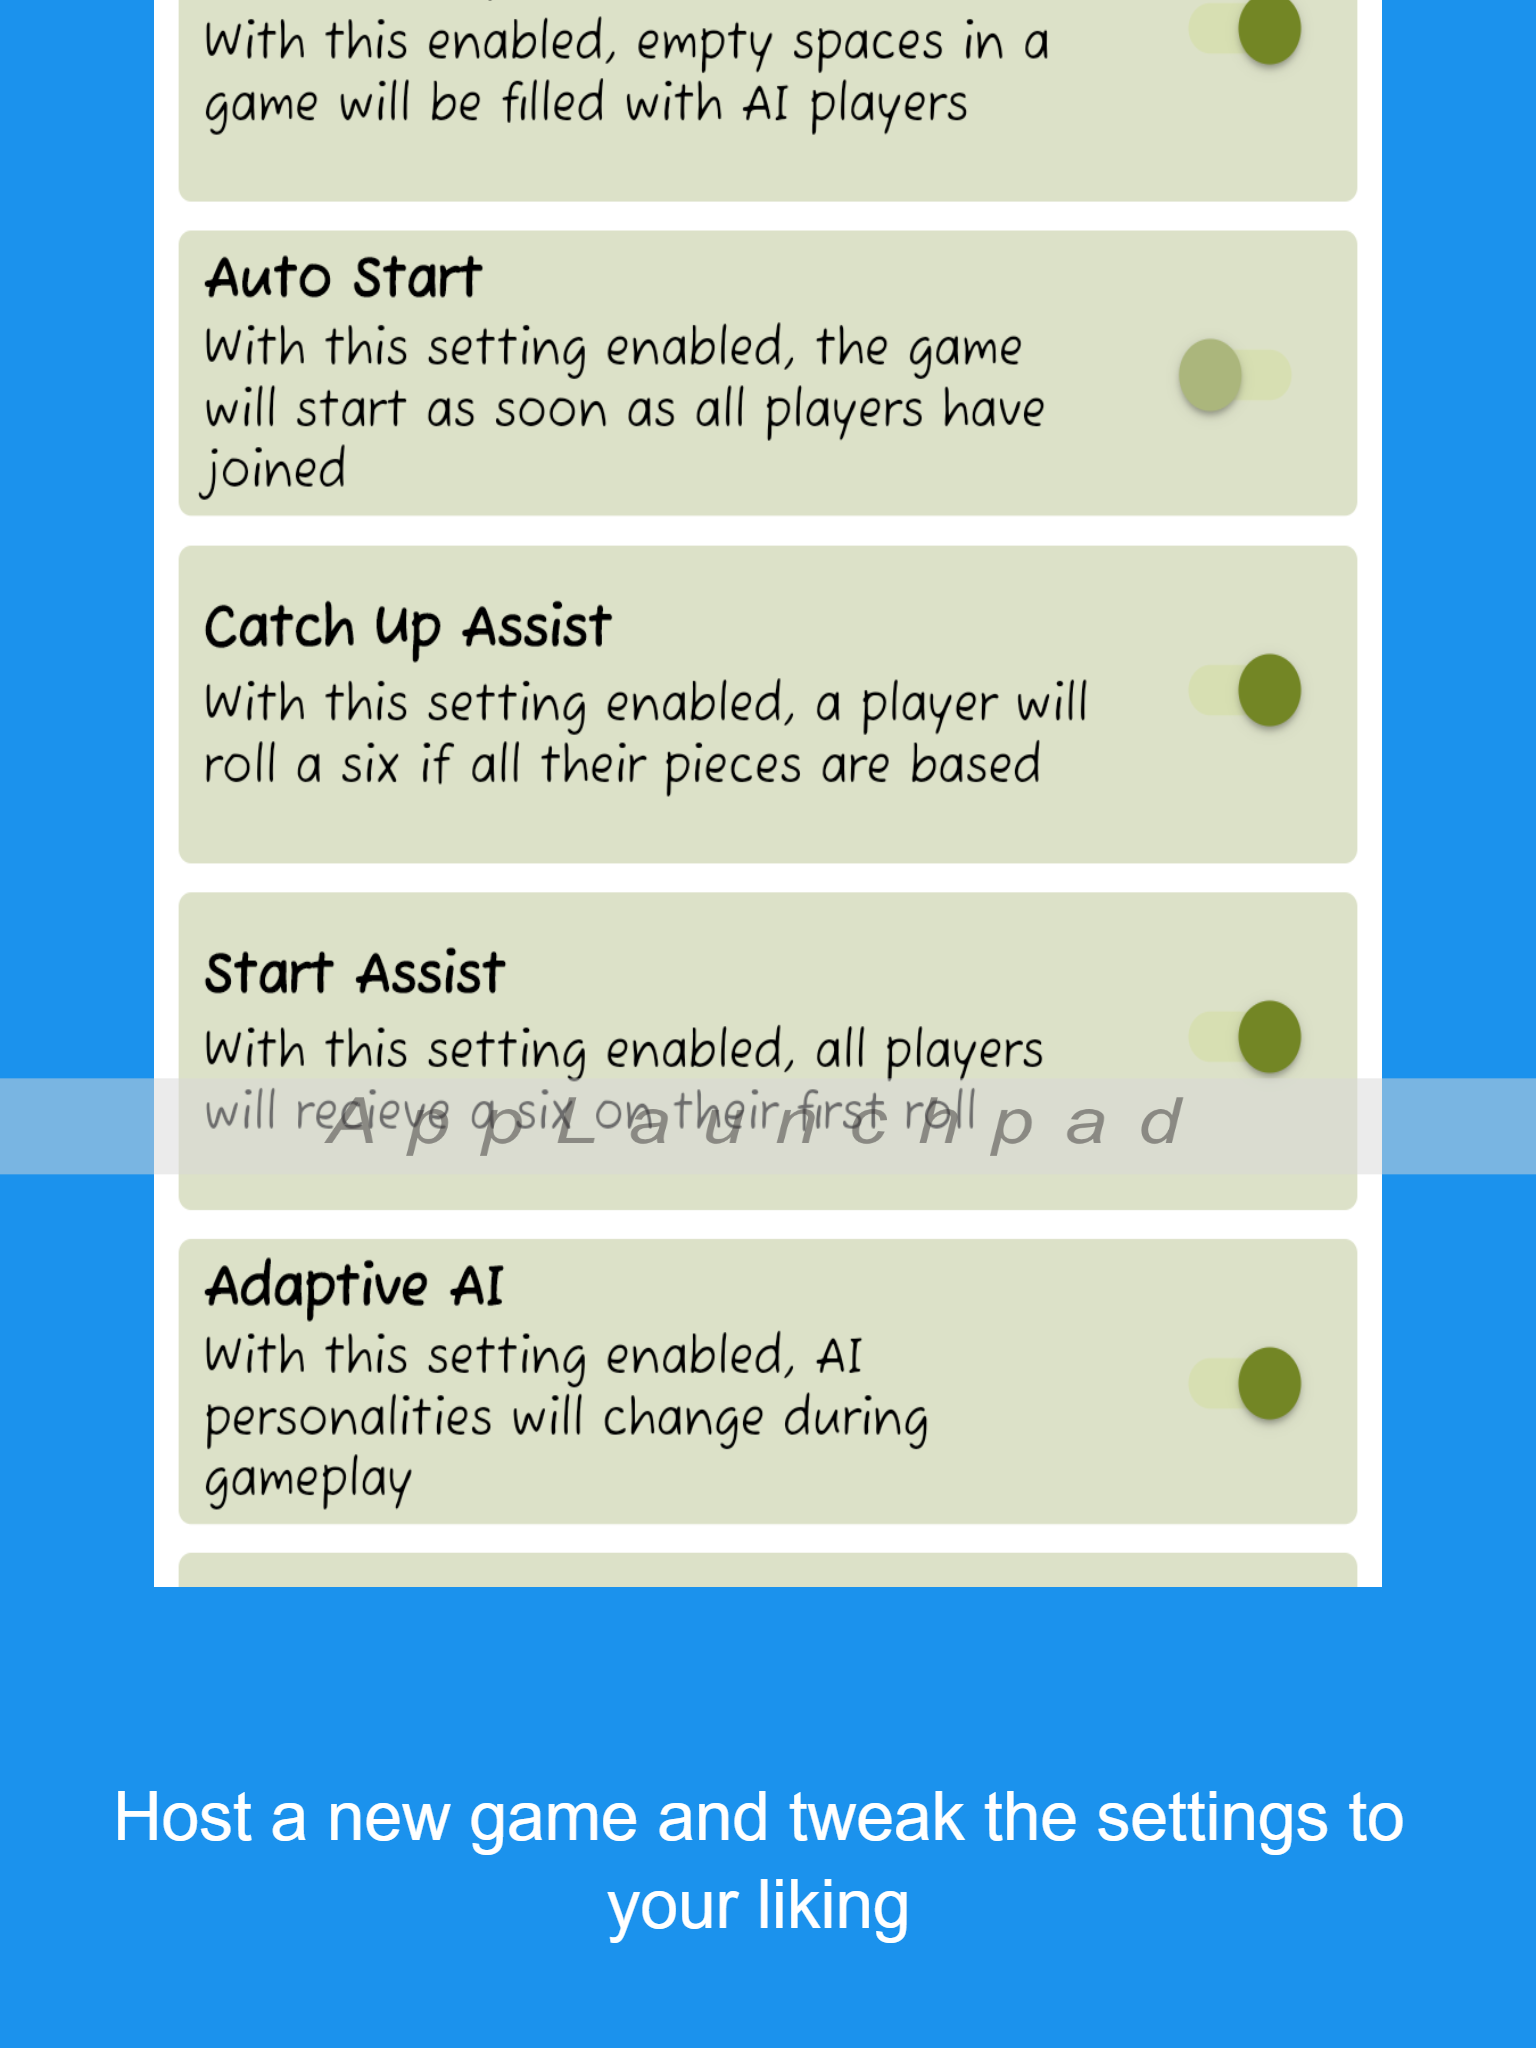 With this enabled, empty spaces in a
game will be filled with AI players
Auto Start
With this setting enabled, the game
will start as soon as all players have
joined
Catch Up Assist
With this setting enabled, a player will
roll a six if all their pieces are based
Start Assist
With this setting enabled, all players
will recieve a six on their first roll
AppLaunchpad
Adaptive AI
With this setting enabled, AI
personalities will change during
gameplay
Host a new game and tweak the settings to
your liking